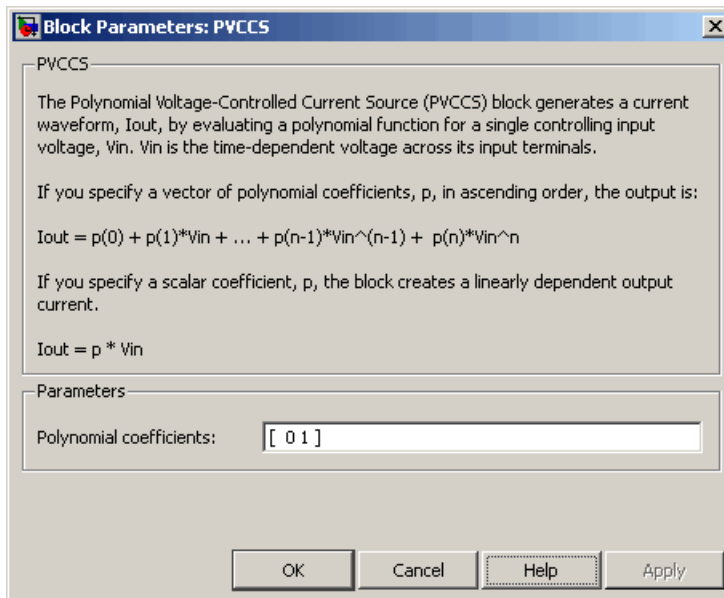 Block Parameters: PVCCS
PVCCS
The Polynomial Voltage-Controlled Current Source (PVCCS) block generates a current
waveform, Iout, by evaluating a polynomial function for a single controlling input
voltage, Vin. Vin is the time-dependent voltage across its input terminals.
If you specify a vector of polynomial coefficients, p, in ascending order, the output is:
Iout = p(0) + p(1)*Vin + ... + p(n-1)*Vin^(n-1) +  p(n)*Vin^n
If you specify a scalar coefficient, p, the block creates a linearly dependent output
current.
Iout = p * Vin
Parameters
Polynomial coefficients: [ 0 1 ]
OK Cancel Help Apply